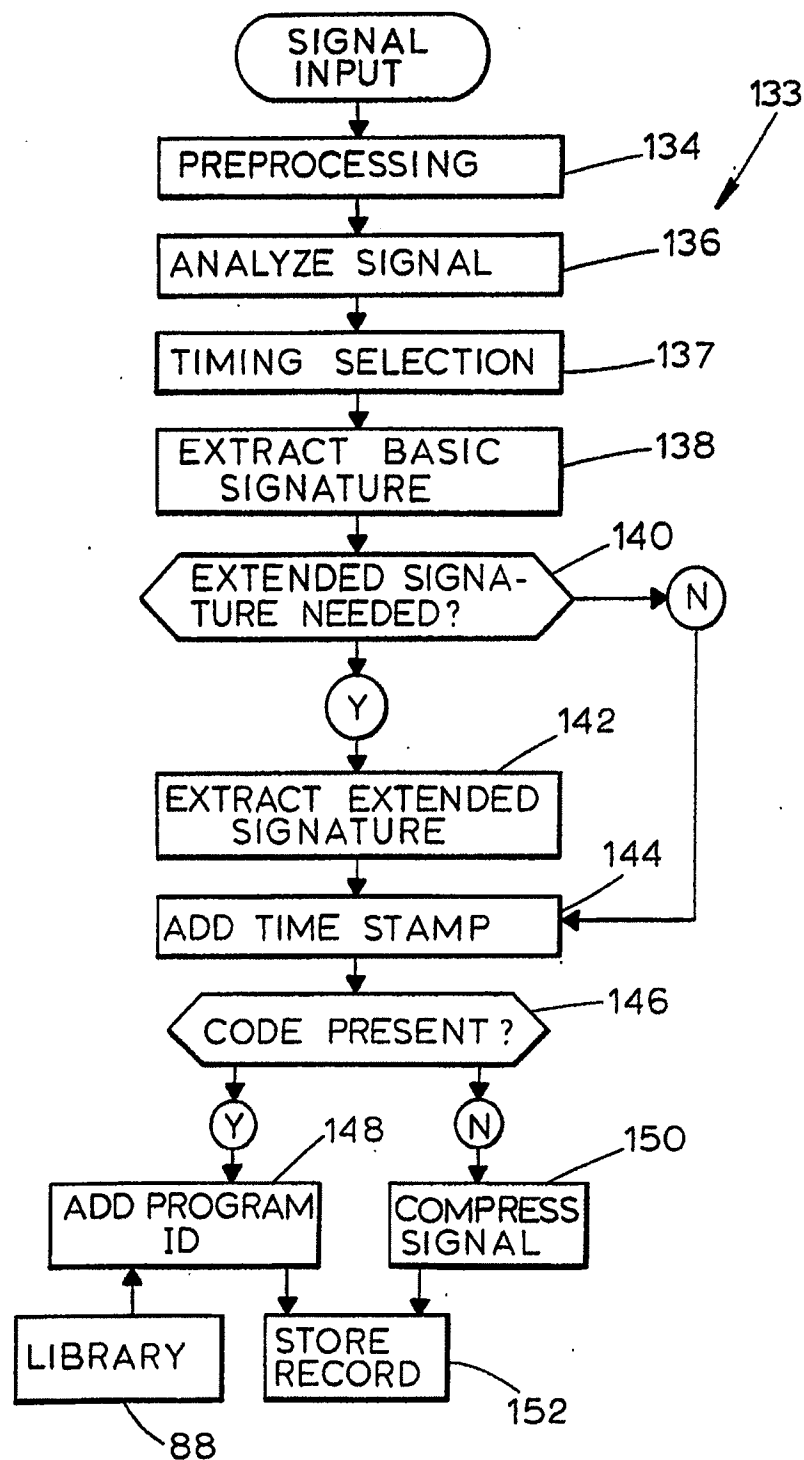 SIGNAL
INPUT
133
PREPROCESSING
134
ANALYZE SIGNAL
136
TIMING SELECTION
137
EXTRACT BASIC
SIGNATURE
138
140
EXTENDED SIGNA-
TURE NEEDED?
N
Y
142
EXTRACT EXTENDED
SIGNATURE
144
ADD TIME STAMP
146
CODE PRESENT?
Y
N
148
150
ADD PROGRAM
ID
COMPRESS
SIGNAL
LIBRARY
STORE
RECORD
152
88